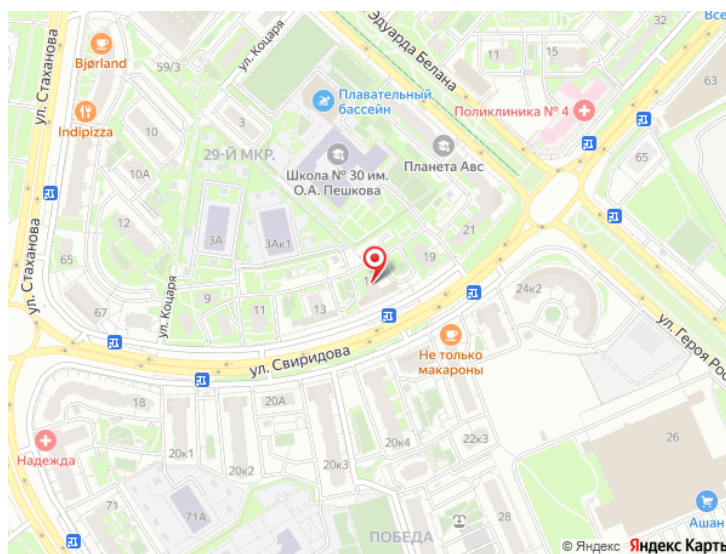 Bjørland
59/3
ул. Коцаря
Эдуарда Белана
11
15
Все
63
ул. Стаханова
Indipizza
10
3
Плавательный
бассейн
Поликлиника № 4
29-Й МКР.
Школа № 30 им.
О.А. Пешкова
Планета Авс
65
10А
12
3А
3Ак1
21
19
65
ул. Стаханова
67
ул. Коцаря
9
11
13
24к2
ул. Свиридова
Не только
макароны
ул. Героя Рос
18
20А
20к1
20к2
20к3
20к4
22к3
26
Надежда
71
71А
28
ПОБЕДА
Ашан
© Яндекс Яндекс Карты